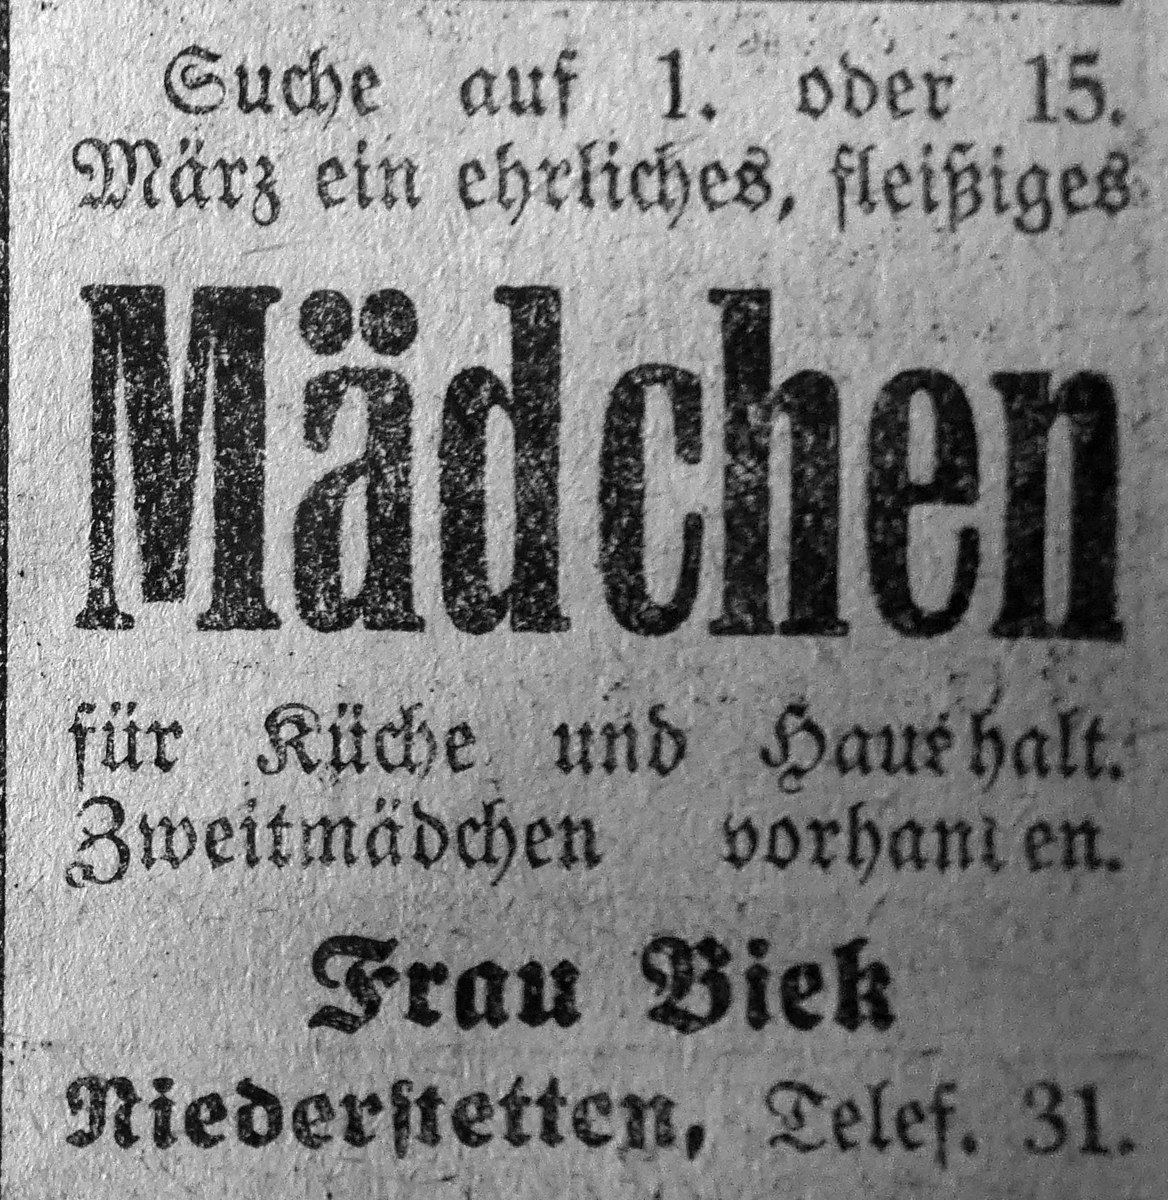 Suche auf 1. oder 15.
März ein ehrliches, fleißiges
Mädchen
für Küche und Haushalt.
Zweitmädchen vorhanden.
Frau Biek
Niederstetten, Telef. 31.